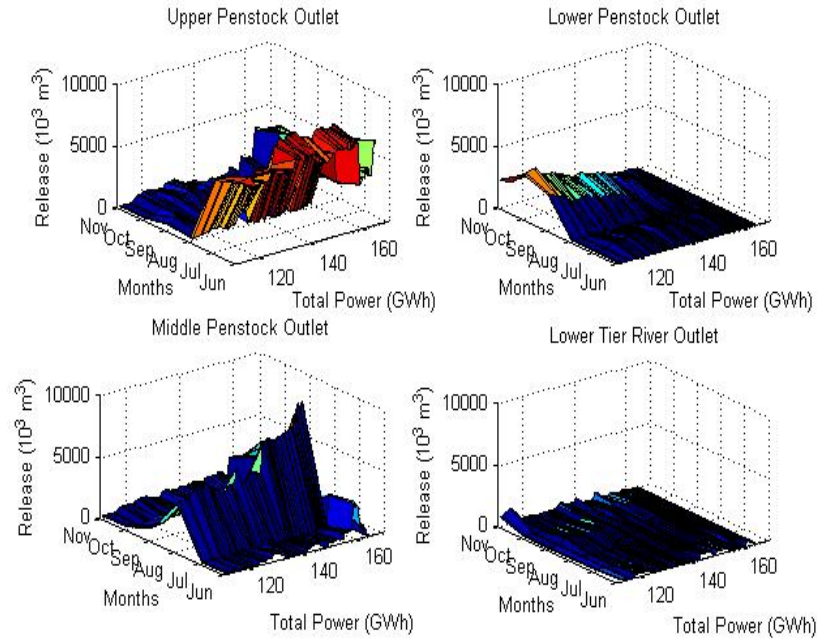 Upper Penstock Outlet
10000
5000
0
Release (10³ m³)
Nov
Oct
Sep
Aug
Jul
Jun
Months
120
140
160
Total Power (GWh)
Lower Penstock Outlet
10000
5000
0
Release (10³ m³)
Nov
Oct
Sep
Aug
Jul
Jun
Months
120
140
160
Total Power (GWh)
Middle Penstock Outlet
10000
5000
0
Release (10³ m³)
Nov
Oct
Sep
Aug
Jul
Jun
Months
120
140
160
Total Power (GWh)
Lower Tier River Outlet
10000
5000
0
Release (10³ m³)
Nov
Oct
Sep
Aug
Jul
Jun
Months
120
140
160
Total Power (GWh)